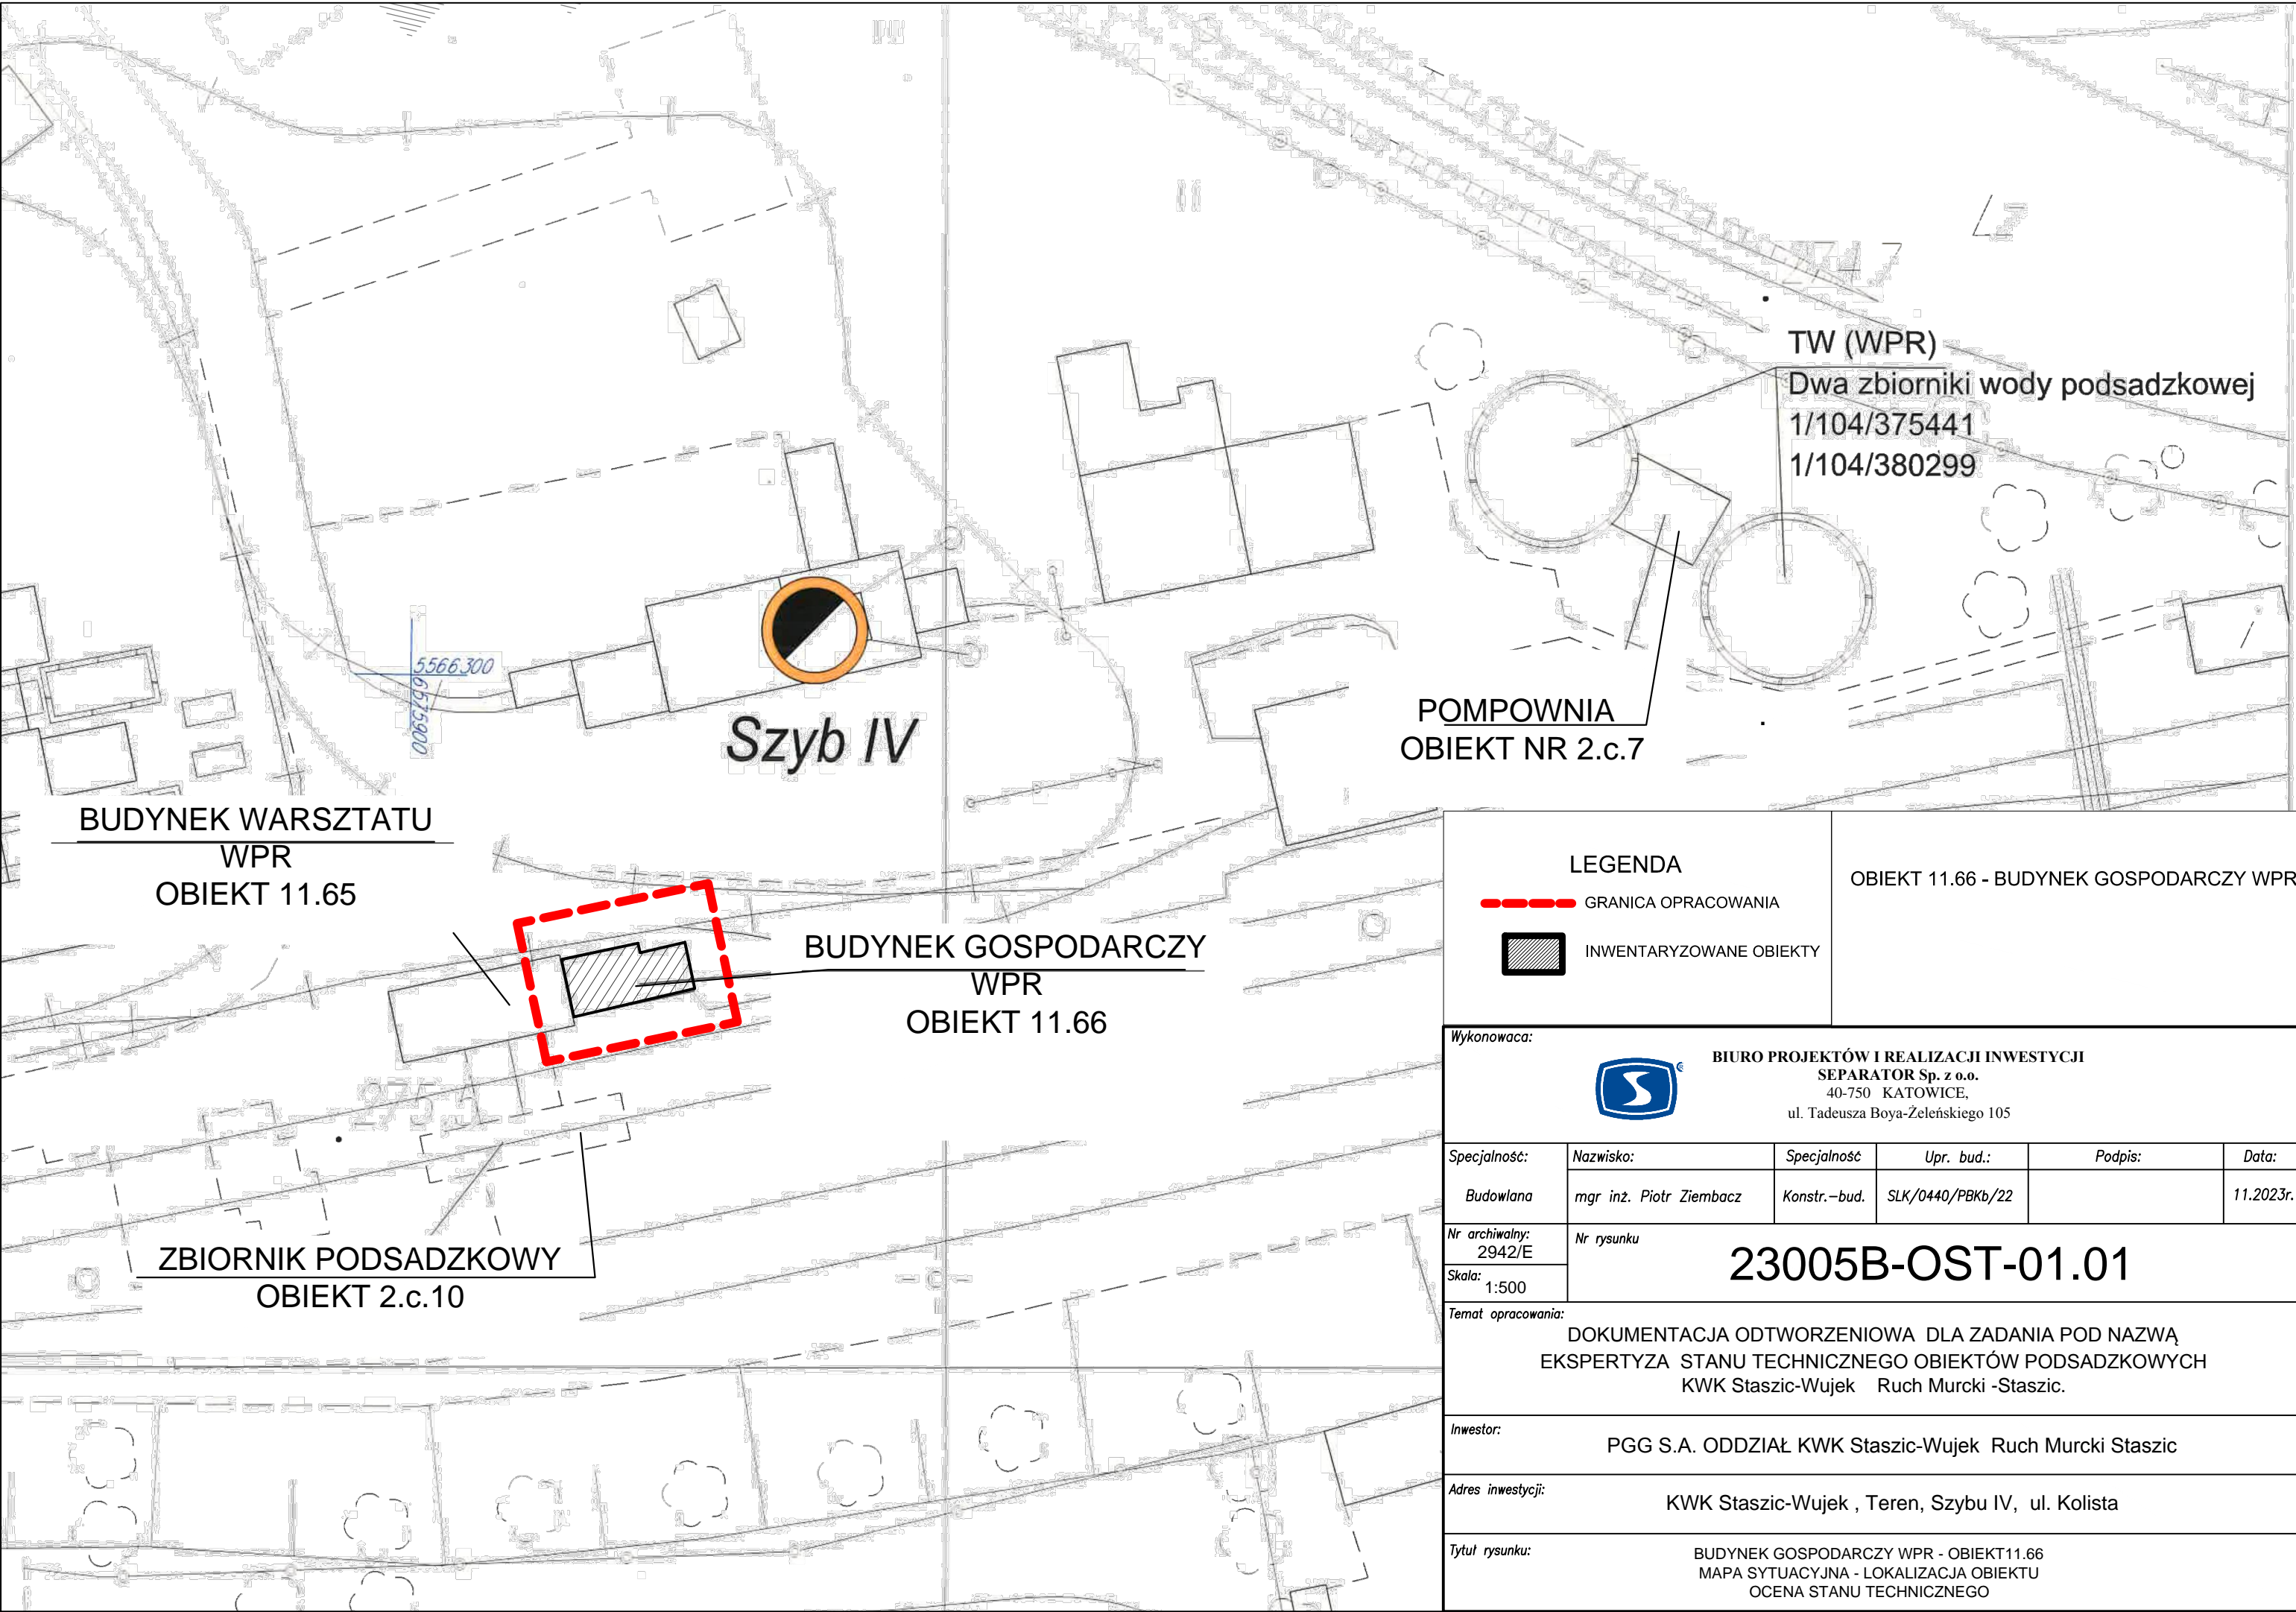 TW (WPR)
Dwa zbiorniki wody podsadzkowej
1/104/375441
1/104/380299
5566300
6575900
Szyb IV
POMPOWNIA
OBIEKT NR 2.c.7
BUDYNEK WARSZTATU
WPR
OBIEKT 11.65
BUDYNEK GOSPODARCZY
WPR
OBIEKT 11.66
ZBIORNIK PODSADZKOWY
OBIEKT 2.c.10
LEGENDA
GRANICA OPRACOWANIA
INWENTARYZOWANE OBIEKTY
OBIEKT 11.66 - BUDYNEK GOSPODARCZY WPR
Wykonowaca:
BIURO PROJEKTÓW I REALIZACJI INWESTYCJI
SEPARATOR Sp. z o.o.
40-750 KATOWICE,
ul. Tadeusza Boya-Żeleńskiego 105
Specjalność: Nazwisko: Specjalność Upr. bud.: Podpis: Data:
Budowlana mgr inż. Piotr Ziembacz Konstr.-bud. SLK/0440/PBKb/22 11.2023r.
Nr archiwalny:
2942/E
Skala: 1:500
Nr rysunku
23005B-OST-01.01
Temat opracowania:
DOKUMENTACJA ODTWORZENIOWA DLA ZADANIA POD NAZWĄ
EKSPERTYZA STANU TECHNICZNEGO OBIEKTÓW PODSADZKOWYCH
KWK Staszic-Wujek Ruch Murcki -Staszic.
Inwestor:
PGG S.A. ODDZIAŁ KWK Staszic-Wujek Ruch Murcki Staszic
Adres inwestycji:
KWK Staszic-Wujek , Teren, Szybu IV, ul. Kolista
Tytuł rysunku:
BUDYNEK GOSPODARCZY WPR - OBIEKT11.66
MAPA SYTUACYJNA - LOKALIZACJA OBIEKTU
OCENA STANU TECHNICZNEGO